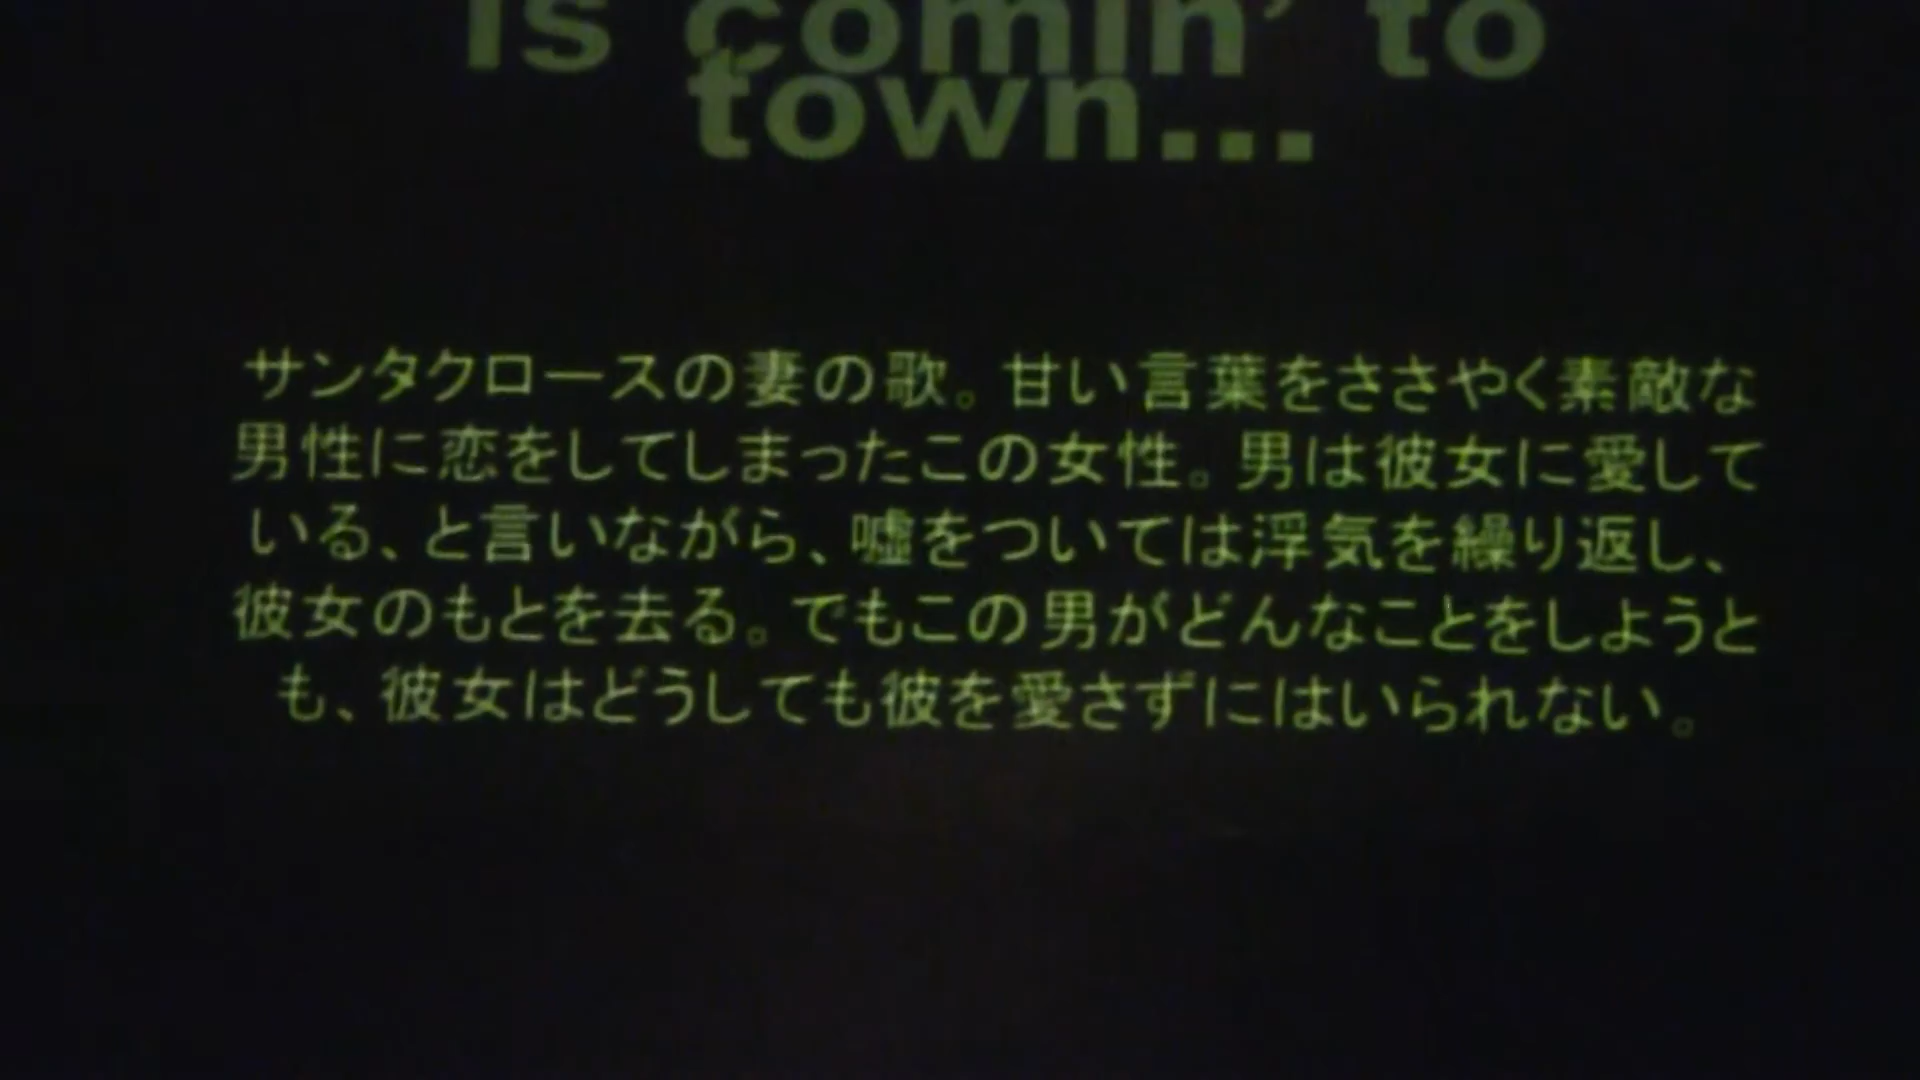 is comin' to
town...
サンタクロースの妻の歌。甘い言葉をささやく素敵な
男性に恋をしてしまったこの女性。男は彼女に愛して
いる、と言いながら、嘘をついては浮気を繰り返し、
彼女のもとを去る。でもこの男がどんなことをしようと
も、彼女はどうしても彼を愛さずにはいられない。